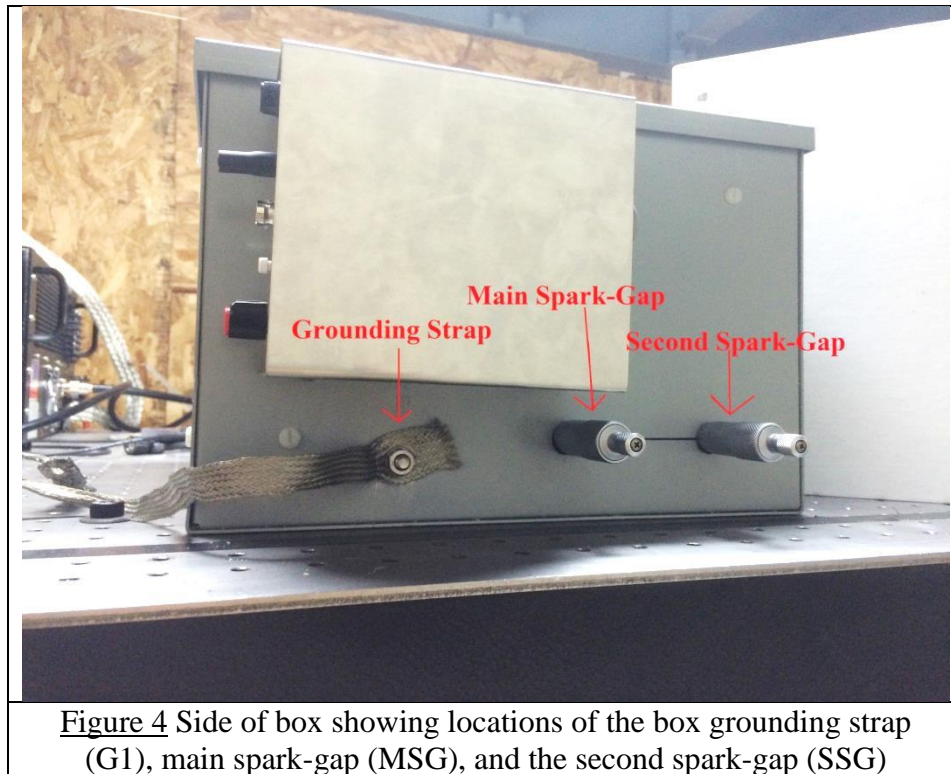 Main Spark-Gap
Grounding Strap
Second Spark-Gap
Figure 4 Side of box showing locations of the box grounding strap
(G1), main spark-gap (MSG), and the second spark-gap (SSG)